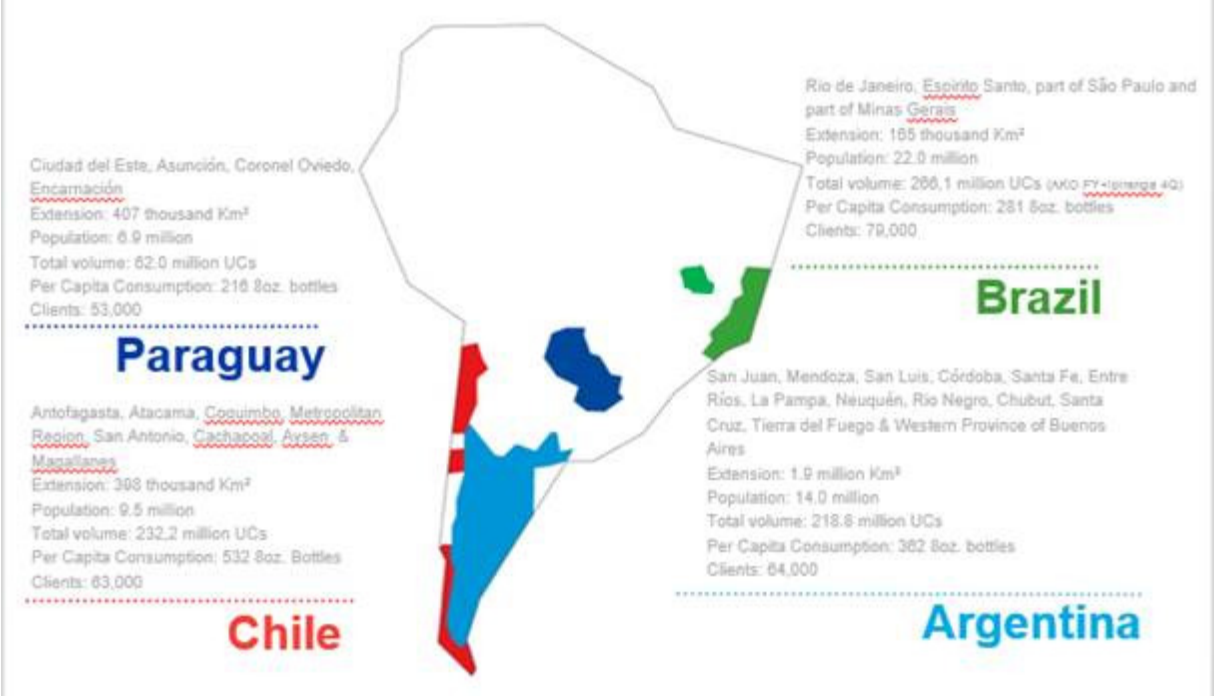 Ciudad del Este, Asunción, Coronel Oviedo,
Encarnación
Extension: 407 thousand Km²
Population: 6.9 million
Total volume: 62.0 million UCs
Per Capita Consumption: 216 8oz. bottles
Clients: 53,000
Paraguay
Antofagasta, Atacama, Coquimbo, Metropolitan
Region, San Antonio, Cachapoal, Aysen, &
Magallanes
Extension: 398 thousand Km²
Population: 9.5 million
Total volume: 232,2 million UCs
Per Capita Consumption: 532 8oz. Bottles
Clients: 63,000
Chile
Rio de Janeiro, Espirito Santo, part of São Paulo and
part of Minas Gerais
Extension: 165 thousand Km²
Population: 22.0 million
Total volume: 266,1 million UCs (AKO FY+Ipiranga 4Q)
Per Capita Consumption: 281 8oz. bottles
Clients: 79,000
Brazil
San Juan, Mendoza, San Luis, Córdoba, Santa Fe, Entre
Ríos, La Pampa, Neuquén, Rio Negro, Chubut, Santa
Cruz, Tierra del Fuego & Western Province of Buenos
Aires
Extension: 1.9 million Km²
Population: 14.0 million
Total volume: 218.8 million UCs
Per Capita Consumption: 362 8oz. bottles
Clients: 64,000
Argentina